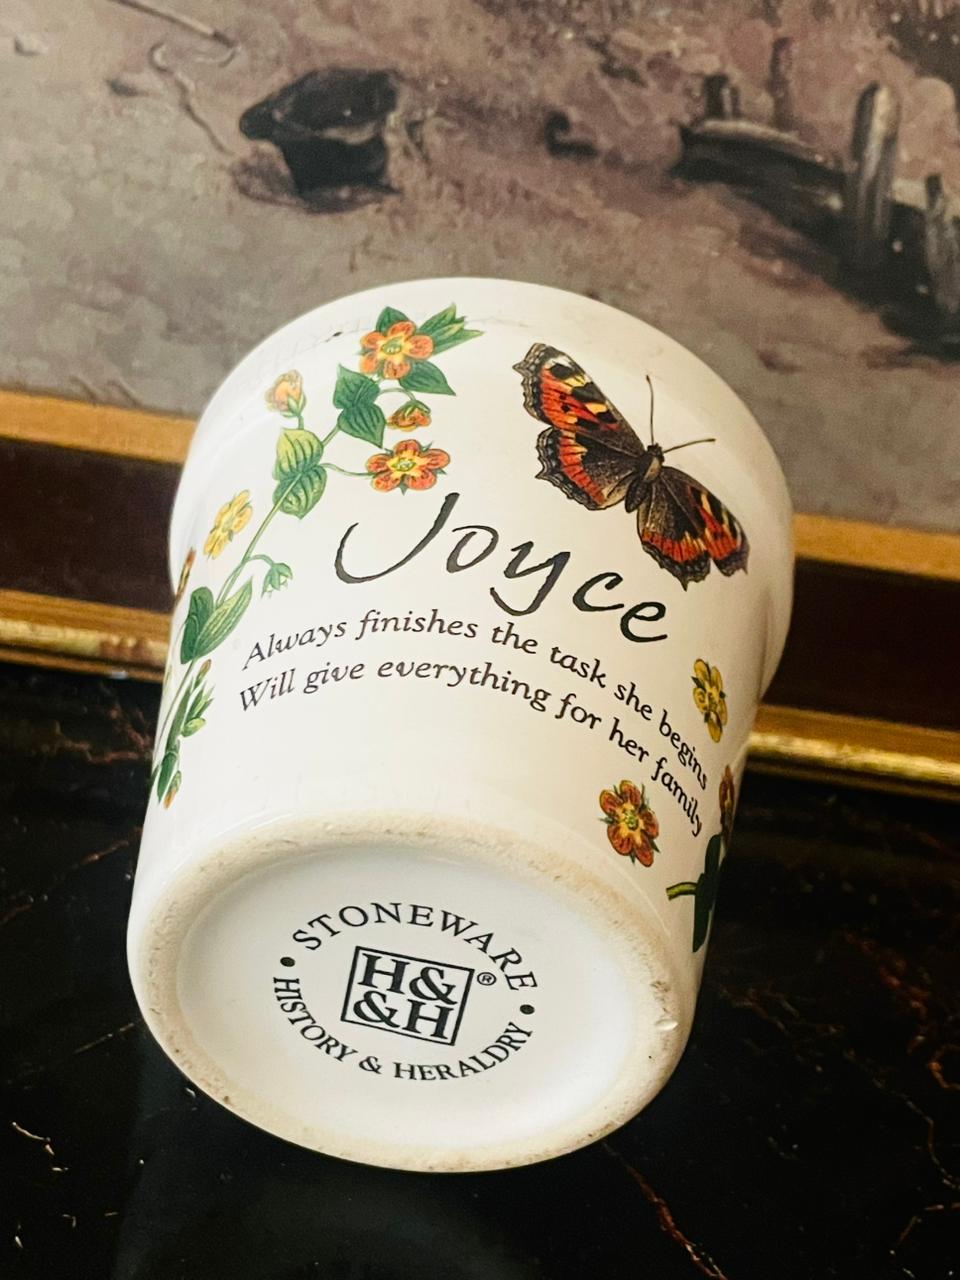 Joyce
Always finishes the task she begins
Will give everything for her family
STONEWARE
H&
&H®
HISTORY & HERALDRY